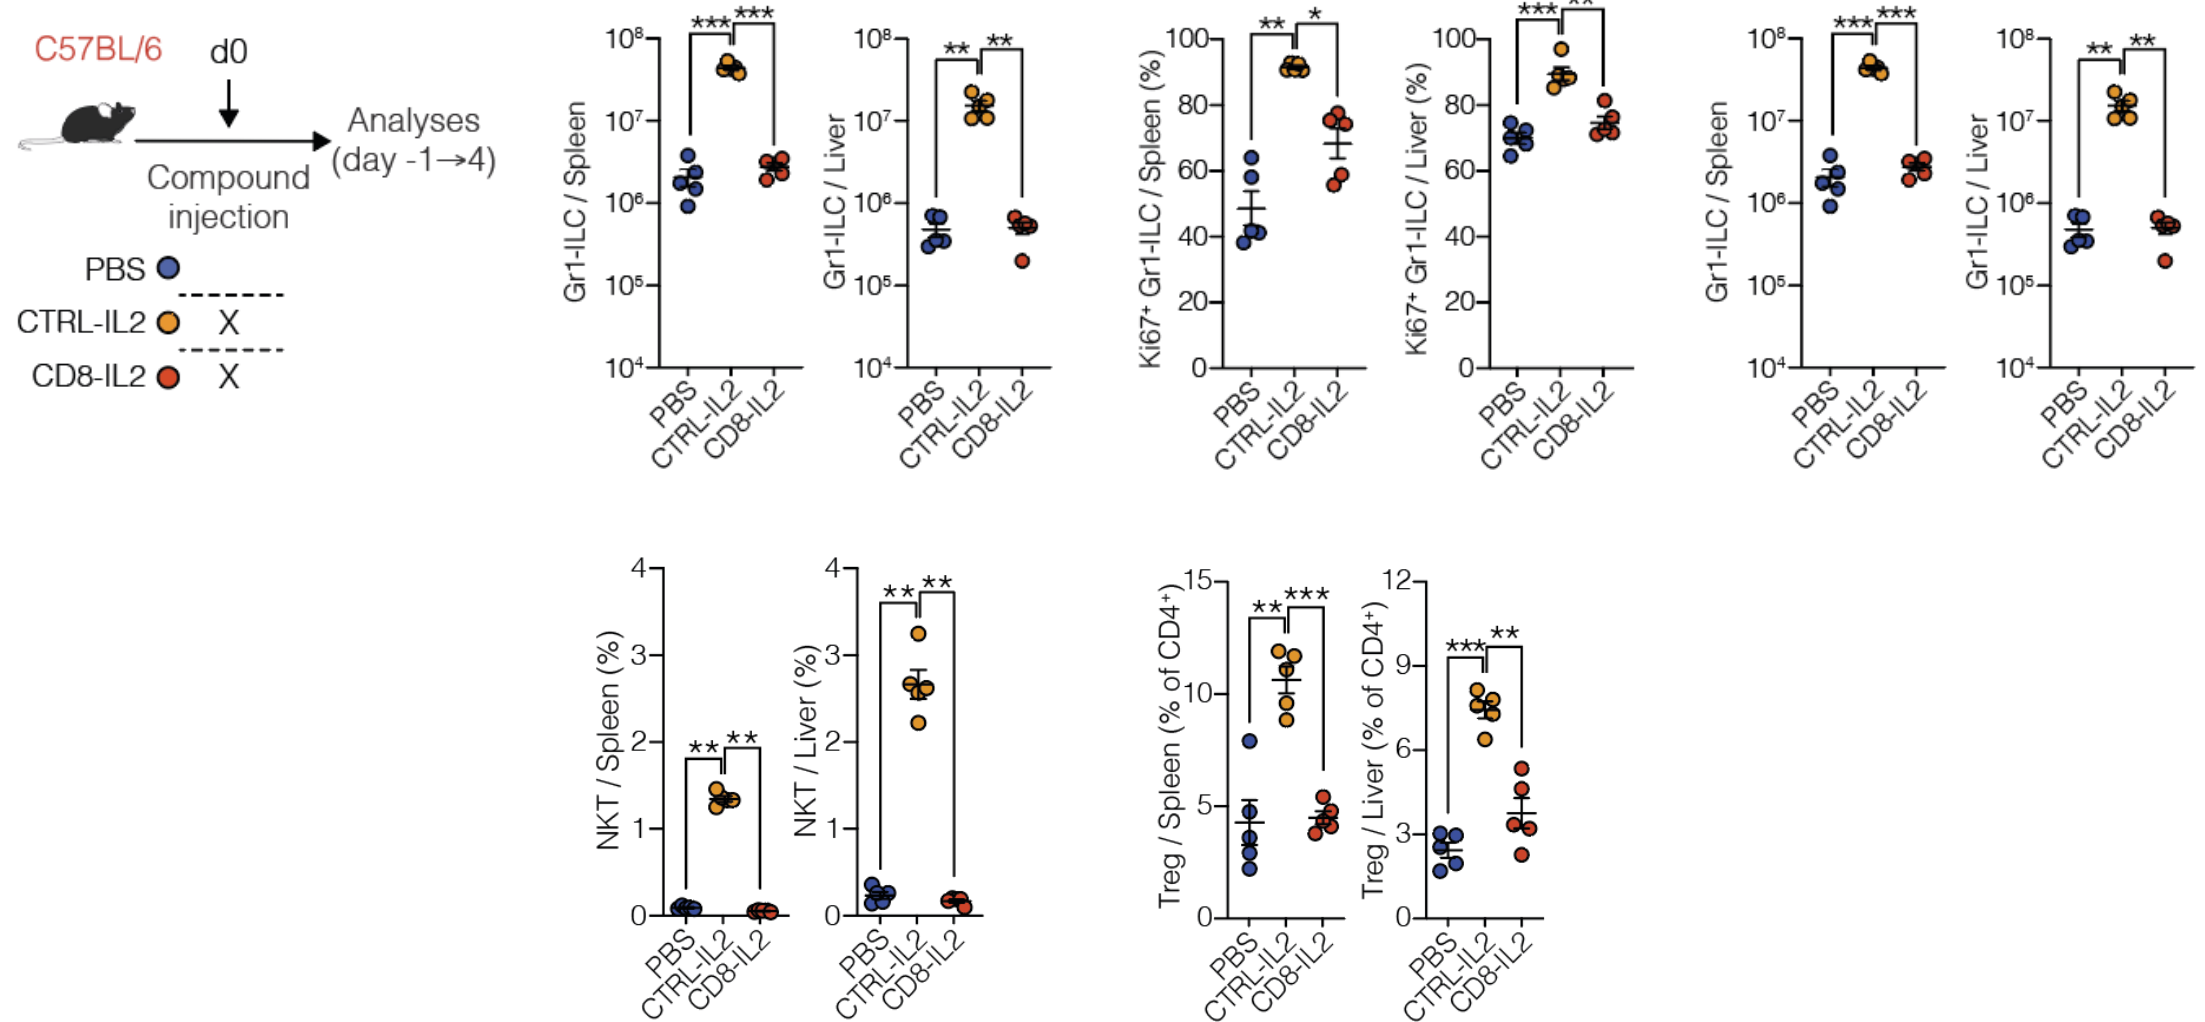 C57BL/6
d0
Analyses
(day -1→4)
Compound
injection
PBS
CTRL-IL2 X
CD8-IL2 X
*** ***
Gr1-ILC / Spleen
10⁸
10⁷
10⁶
10⁵
10⁴
PBS
CTRL-IL2
CD8-IL2
** **
Gr1-ILC / Liver
10⁸
10⁷
10⁶
10⁵
10⁴
PBS
CTRL-IL2
CD8-IL2
** *
Ki67⁺ Gr1-ILC / Spleen (%)
100
80
60
40
20
0
PBS
CTRL-IL2
CD8-IL2
*** **
Ki67⁺ Gr1-ILC / Liver (%)
100
80
60
40
20
0
PBS
CTRL-IL2
CD8-IL2
*** ***
Gr1-ILC / Spleen
10⁸
10⁷
10⁶
10⁵
10⁴
PBS
CTRL-IL2
CD8-IL2
** **
Gr1-ILC / Liver
10⁸
10⁷
10⁶
10⁵
10⁴
PBS
CTRL-IL2
CD8-IL2
** **
NKT / Spleen (%)
4
3
2
1
0
PBS
CTRL-IL2
CD8-IL2
** **
NKT / Liver (%)
4
3
2
1
0
PBS
CTRL-IL2
CD8-IL2
** ***
Treg / Spleen (% of CD4⁺)
15
10
5
0
PBS
CTRL-IL2
CD8-IL2
*** **
Treg / Liver (% of CD4⁺)
12
9
6
3
0
PBS
CTRL-IL2
CD8-IL2